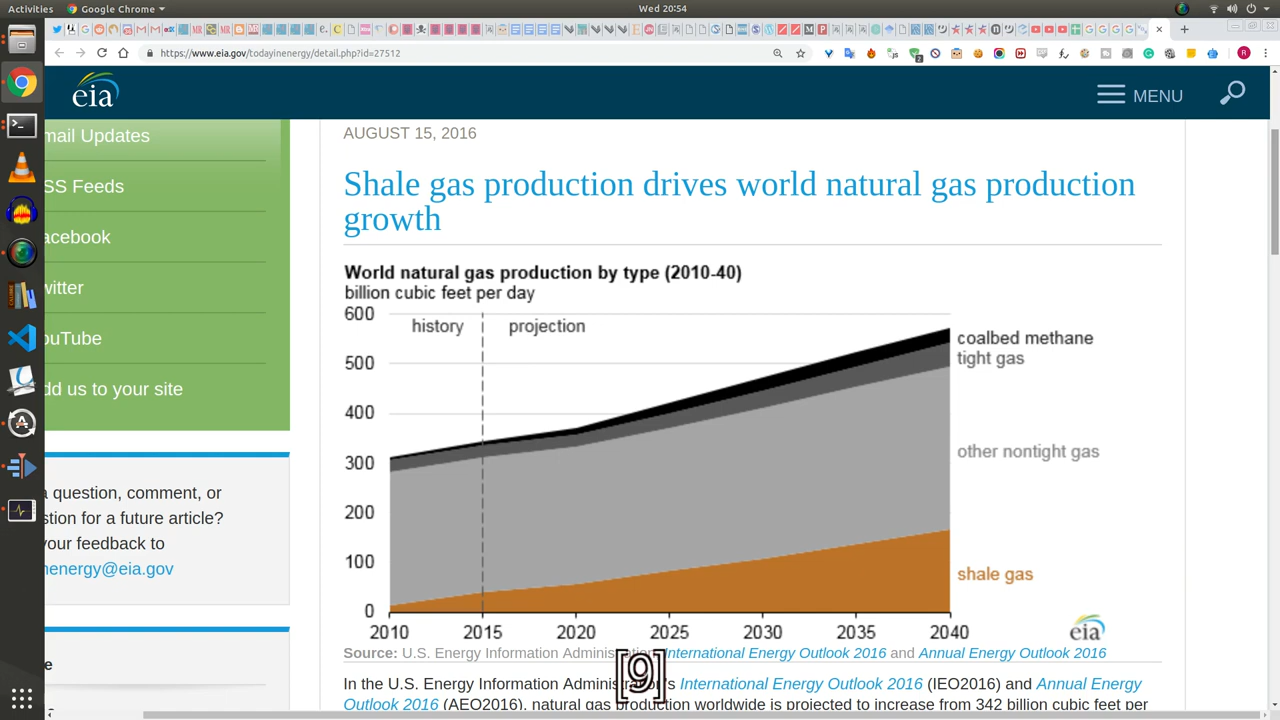 Activities
Google Chrome
Wed 20:54
https://www.eia.gov/todayinenergy/detail.php?id=27512
eia
MENU
mail Updates
SS Feeds
acebook
witter
ouTube
dd us to your site
a question, comment, or
stion for a future article?
your feedback to
nenergy@eia.gov
AUGUST 15, 2016
Shale gas production drives world natural gas production
growth
World natural gas production by type (2010-40)
billion cubic feet per day
600
history
projection
500
400
300
200
100
0
coalbed methane
tight gas
other nontight gas
shale gas
2010 2015 2020 2025 2030 2035 2040
eia
Source: U.S. Energy Information International Energy Outlook 2016 and Annual Energy Outlook 2016
[9]
In the U.S. Energy Information International Energy Outlook 2016 (IEO2016) and Annual Energy
Outlook 2016 (AEO2016), natural gas production worldwide is projected to increase from 342 billion cubic feet per